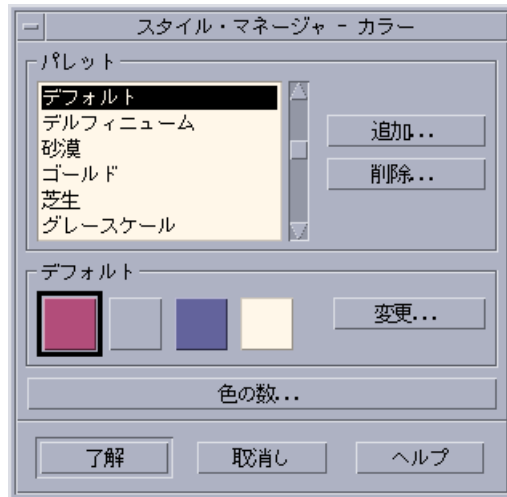 スタイル・マネージャ - カラー
パレット
デフォルト
デルフィニューム
砂漠
ゴールド
芝生
グレースケール
追加...
削除...
デフォルト
変更...
色の数...
了解
取消し
ヘルプ